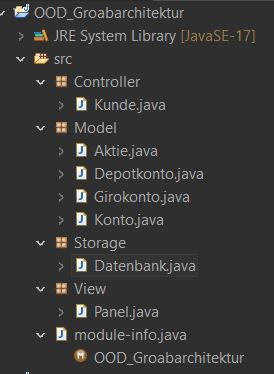 OOD_Groabarchitektur
JRE System Library [JavaSE-17]
src
Controller
Kunde.java
Model
Aktie.java
Depotkonto.java
Girokonto.java
Konto.java
Storage
Datenbank.java
View
Panel.java
module-info.java
OOD_Groabarchitektur